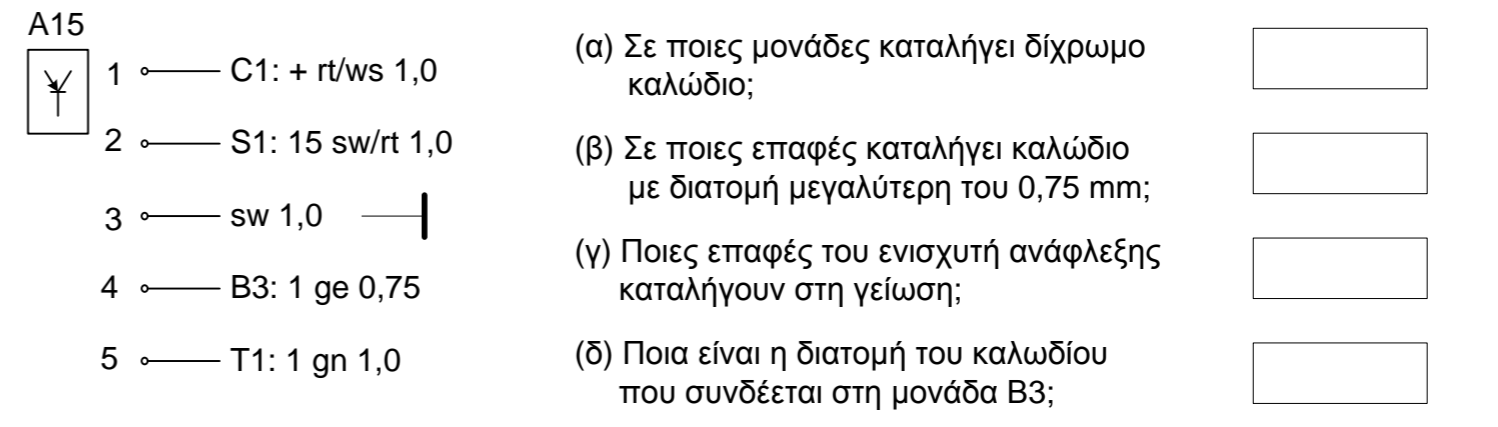 A15
1 C1: + rt/ws 1,0
2 S1: 15 sw/rt 1,0
3 sw 1,0
4 B3: 1 ge 0,75
5 T1: 1 gn 1,0
(α) Σε ποιες μονάδες καταλήγει δίχρωμο
καλώδιο;
(β) Σε ποιες επαφές καταλήγει καλώδιο
με διατομή μεγαλύτερη του 0,75 mm;
(γ) Ποιες επαφές του ενισχυτή ανάφλεξης
καταλήγουν στη γείωση;
(δ) Ποια είναι η διατομή του καλωδίου
που συνδέεται στη μονάδα Β3;